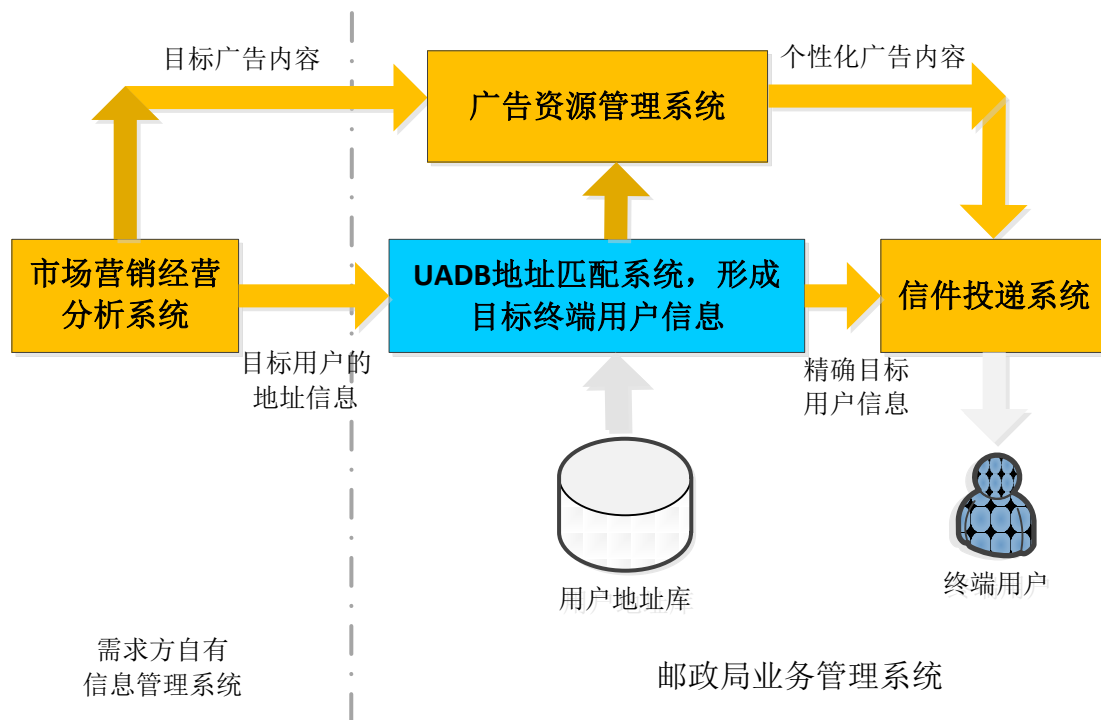 目标广告内容
个性化广告内容
广告资源管理系统
市场营销经营
分析系统
UADB地址匹配系统，形成
目标终端用户信息
信件投递系统
目标用户的
地址信息
精确目标
用户信息
用户地址库
终端用户
需求方自有
信息管理系统
邮政局业务管理系统